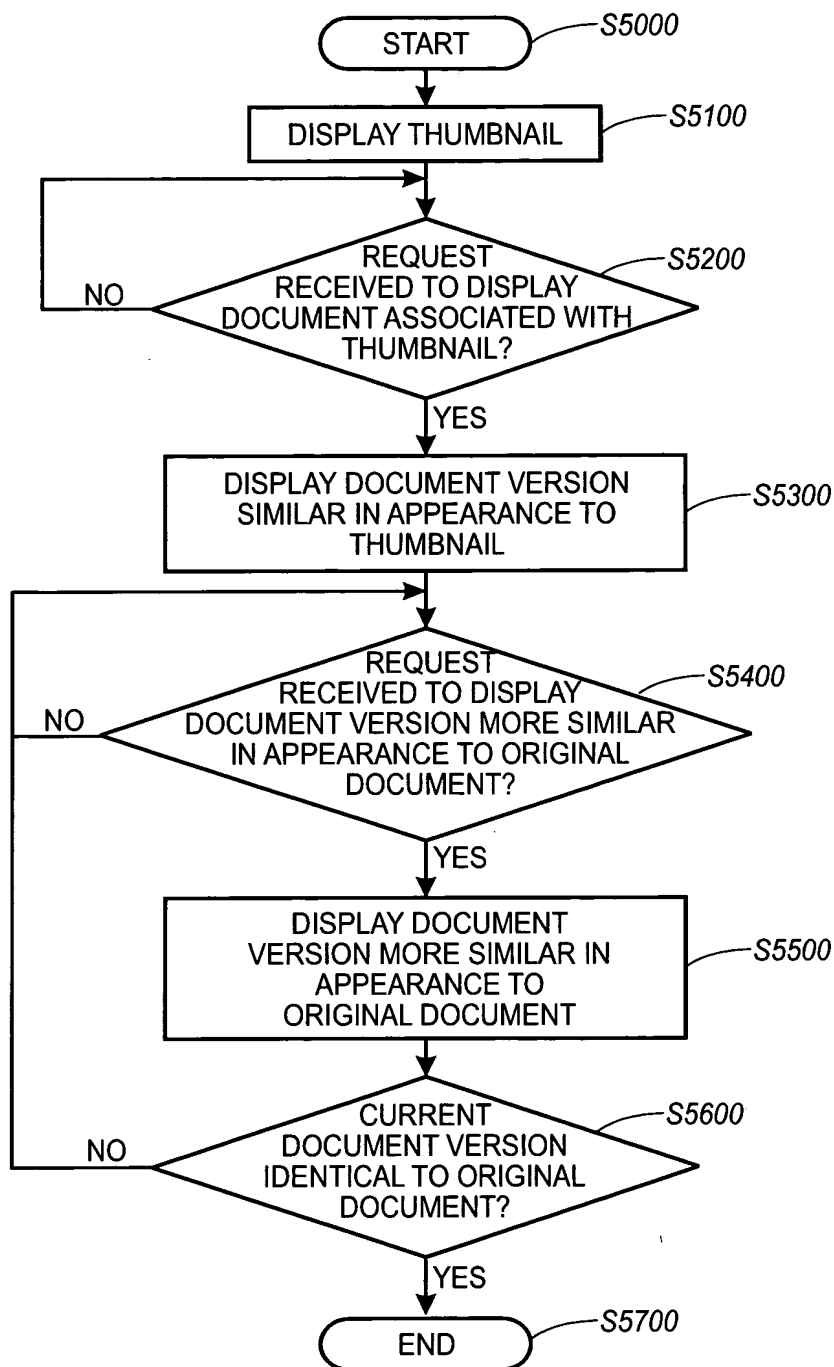 START
S5000
DISPLAY THUMBNAIL
S5100
REQUEST
RECEIVED TO DISPLAY
DOCUMENT ASSOCIATED WITH
THUMBNAIL?
S5200
NO
YES
DISPLAY DOCUMENT VERSION
SIMILAR IN APPEARANCE TO
THUMBNAIL
S5300
REQUEST
RECEIVED TO DISPLAY
DOCUMENT VERSION MORE SIMILAR
IN APPEARANCE TO ORIGINAL
DOCUMENT?
S5400
NO
YES
DISPLAY DOCUMENT
VERSION MORE SIMILAR IN
APPEARANCE TO
ORIGINAL DOCUMENT
S5500
CURRENT
DOCUMENT VERSION
IDENTICAL TO ORIGINAL
DOCUMENT?
S5600
NO
YES
END
S5700